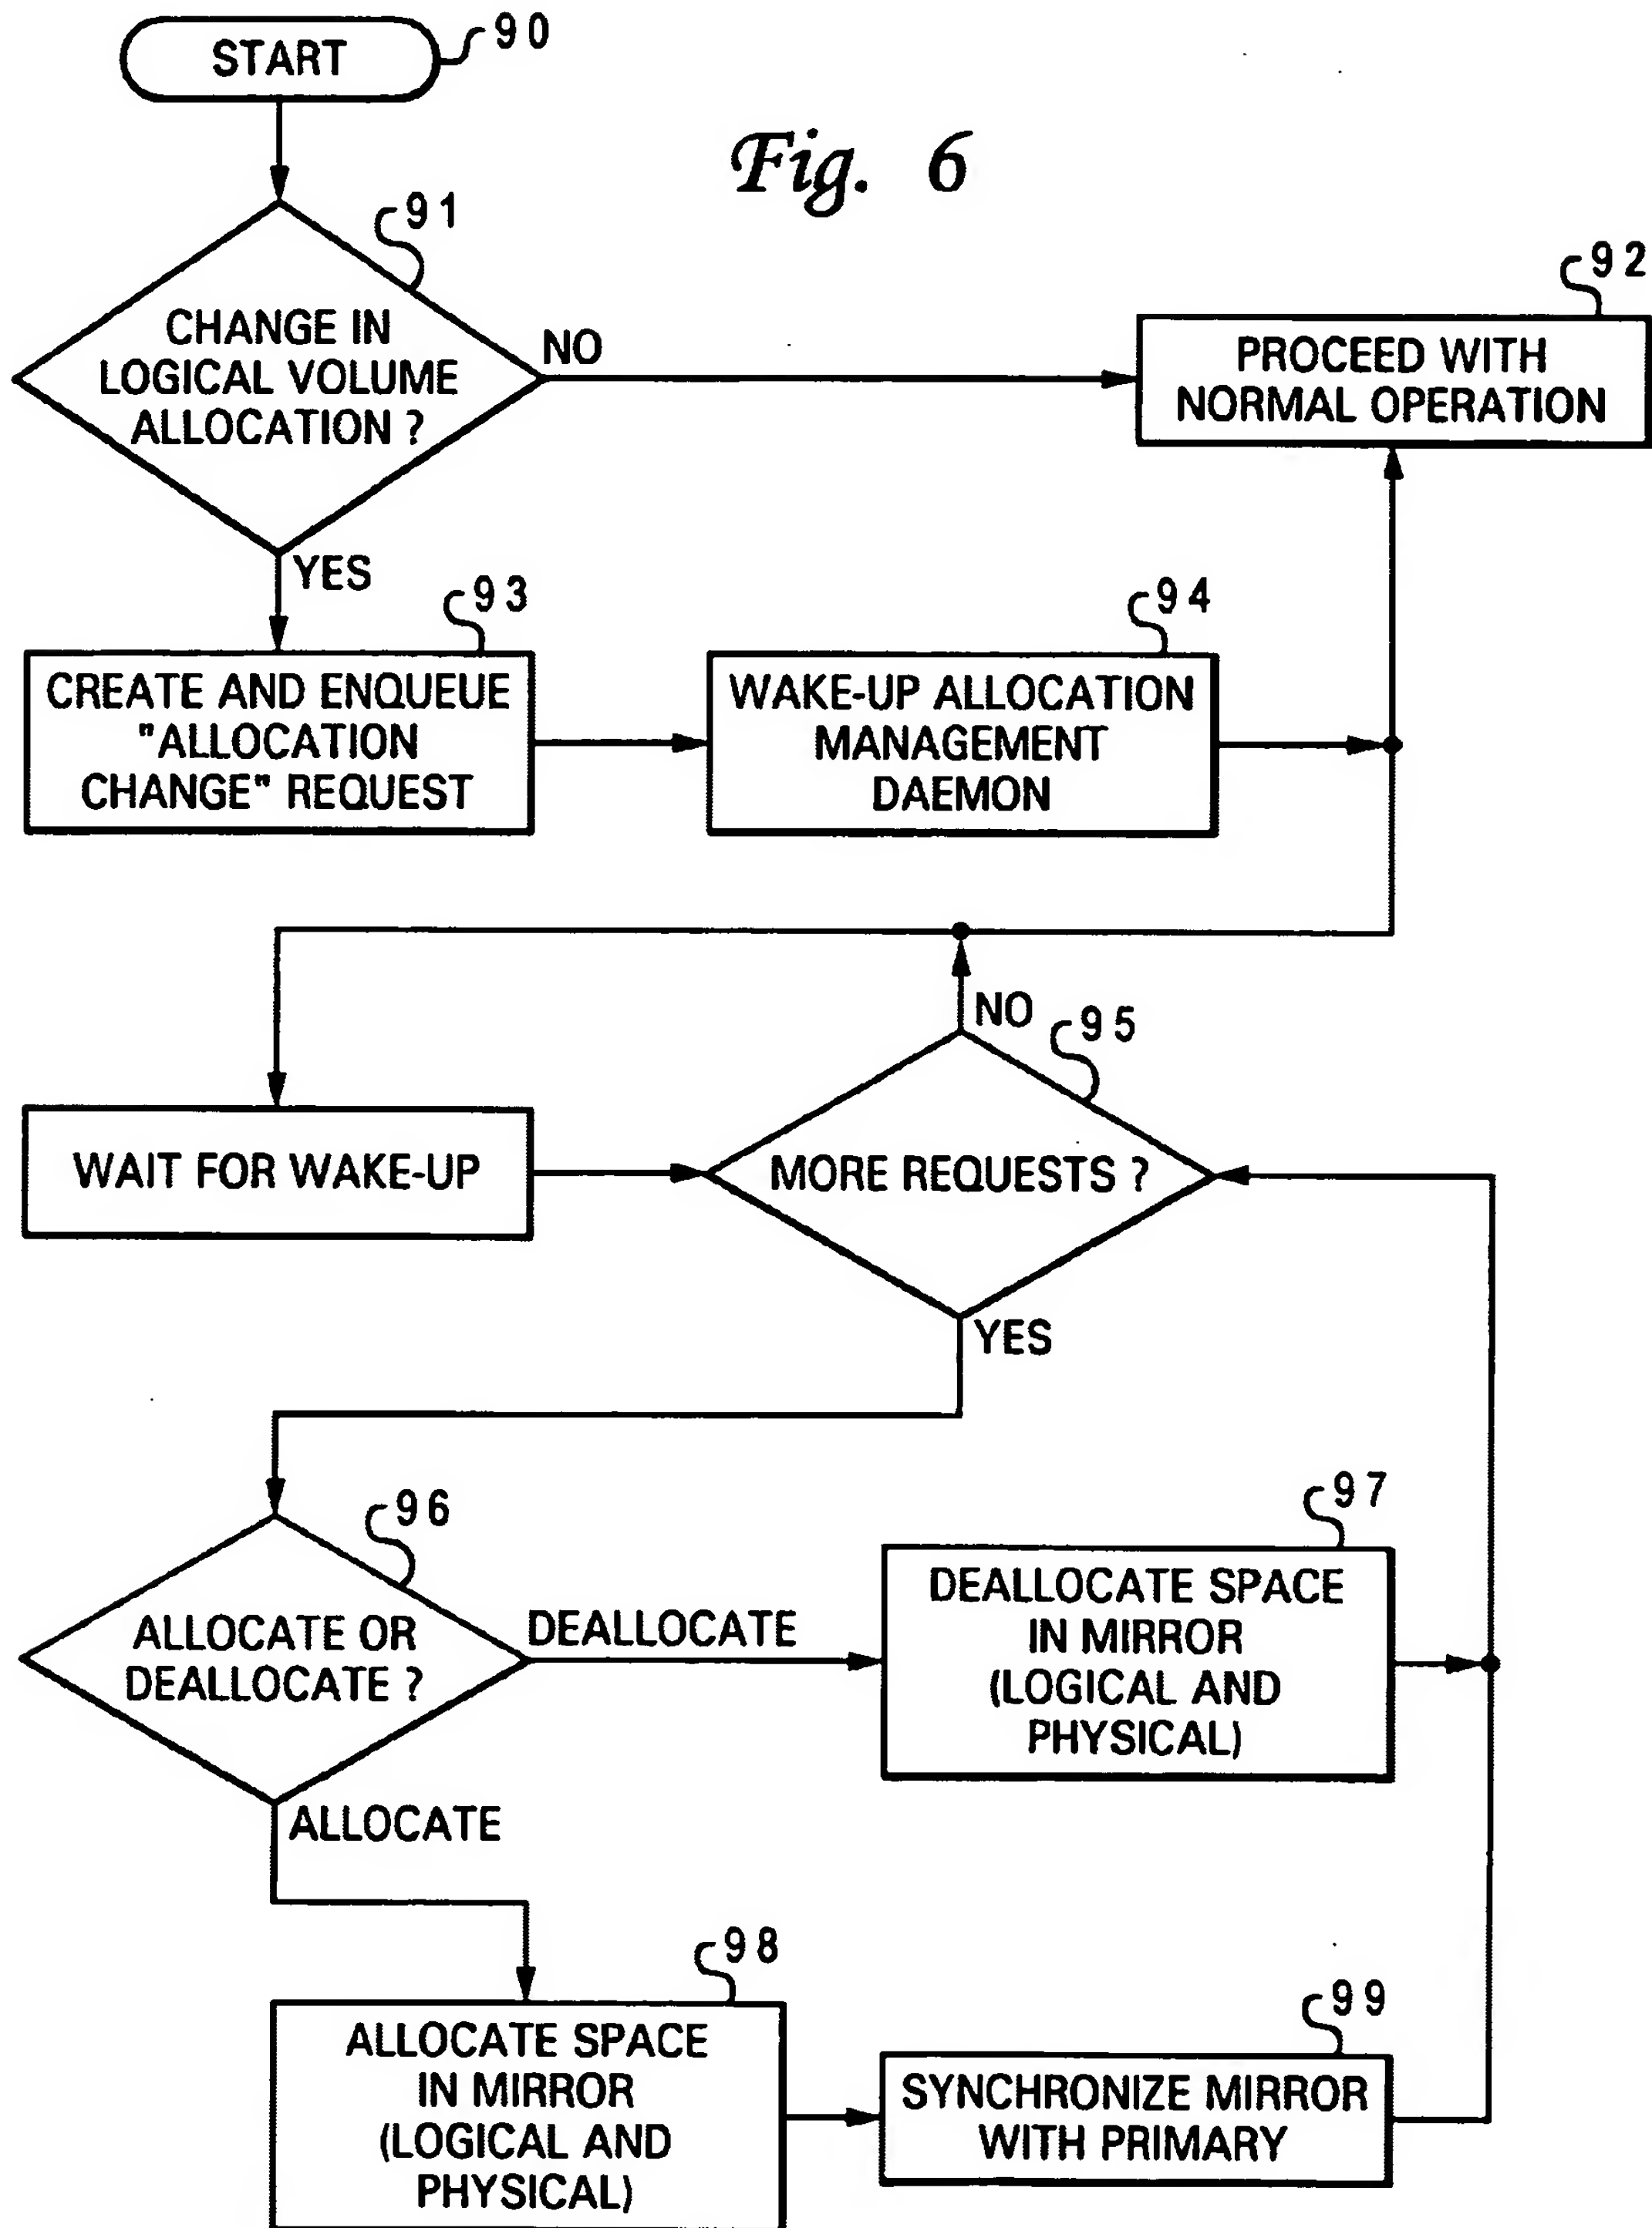 START
90
Fig. 6
91
CHANGE IN
LOGICAL VOLUME
ALLOCATION ?
NO
92
PROCEED WITH
NORMAL OPERATION
YES
93
CREATE AND ENQUEUE
"ALLOCATION
CHANGE" REQUEST
94
WAKE-UP ALLOCATION
MANAGEMENT
DAEMON
NO
95
WAIT FOR WAKE-UP
MORE REQUESTS ?
YES
96
ALLOCATE OR
DEALLOCATE ?
DEALLOCATE
97
DEALLOCATE SPACE
IN MIRROR
(LOGICAL AND
PHYSICAL)
ALLOCATE
98
ALLOCATE SPACE
IN MIRROR
(LOGICAL AND
PHYSICAL)
99
SYNCHRONIZE MIRROR
WITH PRIMARY